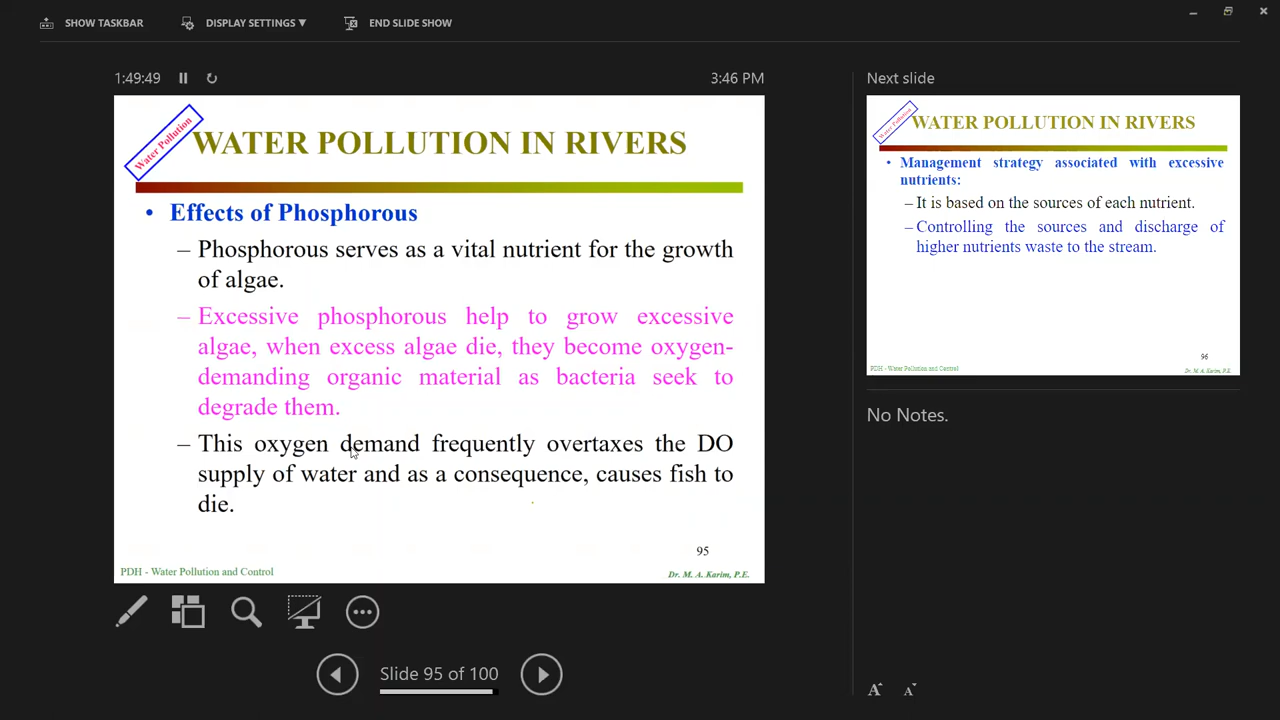 SHOW TASKBAR
DISPLAY SETTINGS ▼
END SLIDE SHOW
1:49:49
3:46 PM
Water Pollution
WATER POLLUTION IN RIVERS
• Effects of Phosphorous
– Phosphorous serves as a vital nutrient for the growth
of algae.
– Excessive phosphorous help to grow excessive
algae, when excess algae die, they become oxygen-
demanding organic material as bacteria seek to
degrade them.
– This oxygen demand frequently overtaxes the DO
supply of water and as a consequence, causes fish to
die.
95
PDH - Water Pollution and Control
Dr. M. A. Karim, P.E.
Slide 95 of 100
Next slide
Water Pollution
WATER POLLUTION IN RIVERS
• Management strategy associated with excessive
nutrients:
– It is based on the sources of each nutrient.
– Controlling the sources and discharge of
higher nutrients waste to the stream.
96
PDH - Water Pollution and Control
Dr. M. A. Karim, P.E.
No Notes.
A A